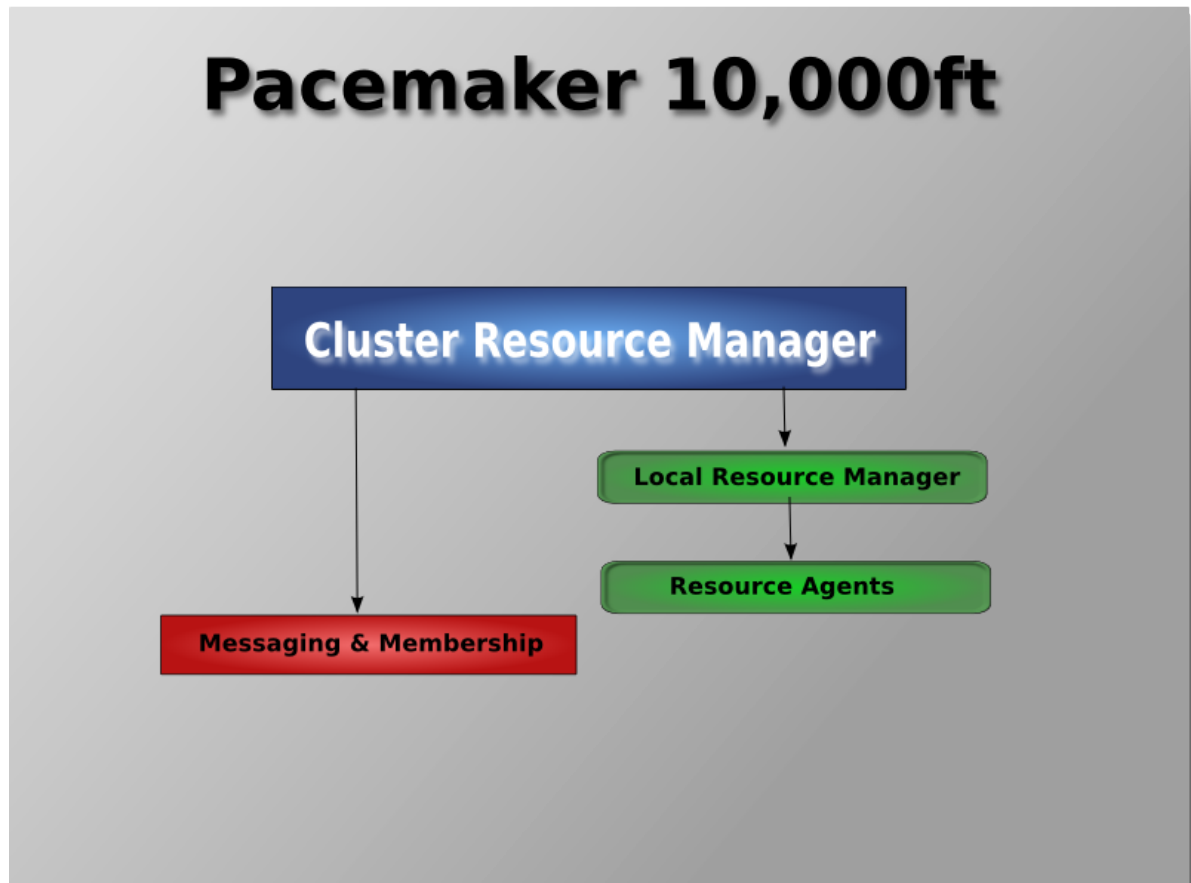 Pacemaker 10,000ft
Cluster Resource Manager
Local Resource Manager
Resource Agents
Messaging & Membership